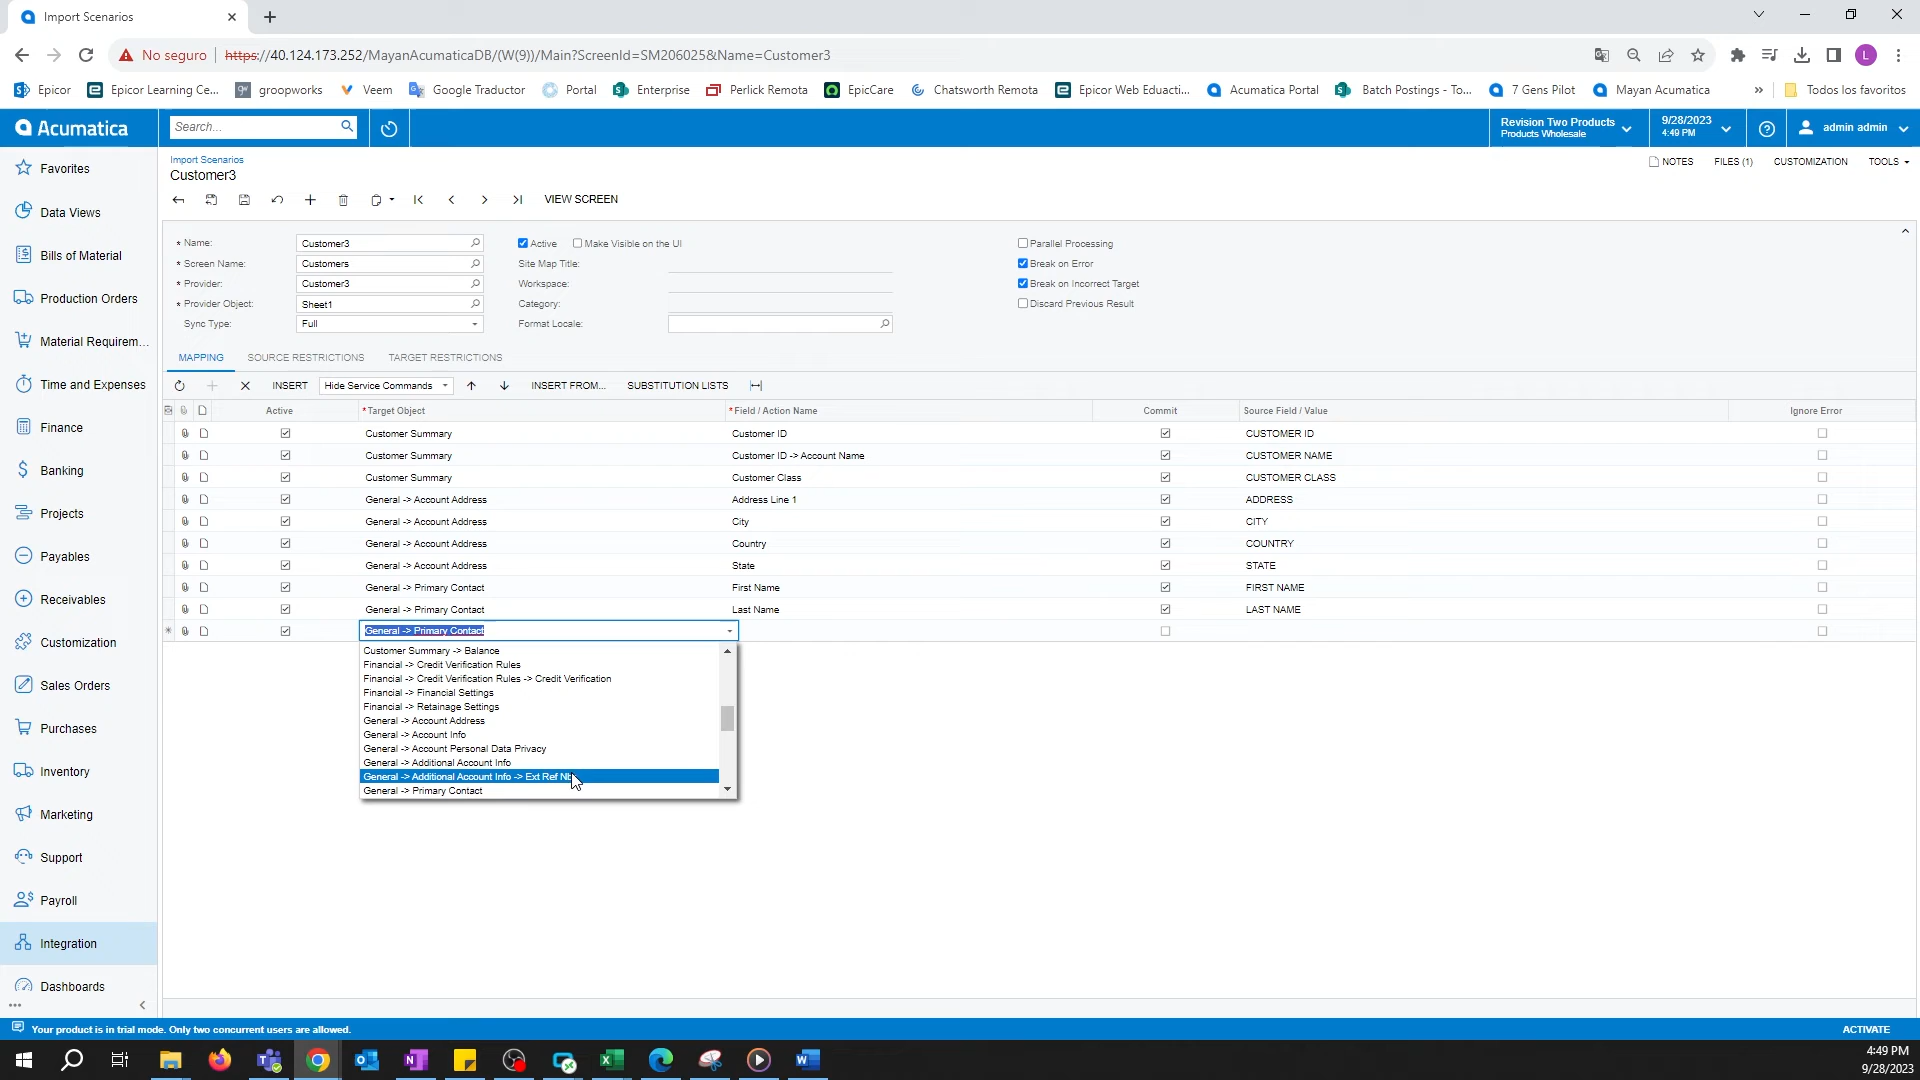 Import Scenarios
No seguro
https://40.124.173.252/MayanAcumaticaDB/(W(9))/Main?ScreenId=SM206025&Name=Customer3
L
Epicor
Epicor Learning Ce...
groopworks
Veem
Google Traductor
Portal
Enterprise
Perlick Remota
EpicCare
Chatsworth Remota
Epicor Web Eduacti...
Acumatica Portal
Batch Postings - To...
7 Gens Pilot
Mayan Acumatica
»
Todos los favoritos
Acumatica
Search...
Revision Two Products
Products Wholesale
9/28/2023
4:49 PM
admin admin
Favorites
Data Views
Bills of Material
Production Orders
Material Requirem...
Time and Expenses
Finance
Banking
Projects
Payables
Receivables
Customization
Sales Orders
Purchases
Inventory
Marketing
Support
Payroll
Integration
Dashboards
Import Scenarios
Customer3
NOTES
FILES (1)
CUSTOMIZATION
TOOLS
VIEW SCREEN
* Name: Customer3
* Screen Name: Customers
* Provider: Customer3
* Provider Object: Sheet1
Sync Type: Full
Active
Make Visible on the UI
Site Map Title:
Workspace:
Category:
Format Locale:
Parallel Processing
Break on Error
Break on Incorrect Target
Discard Previous Result
MAPPING
SOURCE RESTRICTIONS
TARGET RESTRICTIONS
INSERT
Hide Service Commands
INSERT FROM...
SUBSTITUTION LISTS
Active
* Target Object
* Field / Action Name
Commit
Source Field / Value
Ignore Error
Customer Summary Customer ID CUSTOMER ID
Customer Summary Customer ID -> Account Name CUSTOMER NAME
Customer Summary Customer Class CUSTOMER CLASS
General -> Account Address Address Line 1 ADDRESS
General -> Account Address City CITY
General -> Account Address Country COUNTRY
General -> Account Address State STATE
General -> Primary Contact First Name FIRST NAME
General -> Primary Contact Last Name LAST NAME
General -> Primary Contact
Customer Summary -> Balance
Financial -> Credit Verification Rules
Financial -> Credit Verification Rules -> Credit Verification
Financial -> Financial Settings
Financial -> Retainage Settings
General -> Account Address
General -> Account Info
General -> Account Personal Data Privacy
General -> Additional Account Info
General -> Additional Account Info -> Ext Ref
General -> Primary Contact
Your product is in trial mode. Only two concurrent users are allowed.
ACTIVATE
4:49 PM
9/28/2023